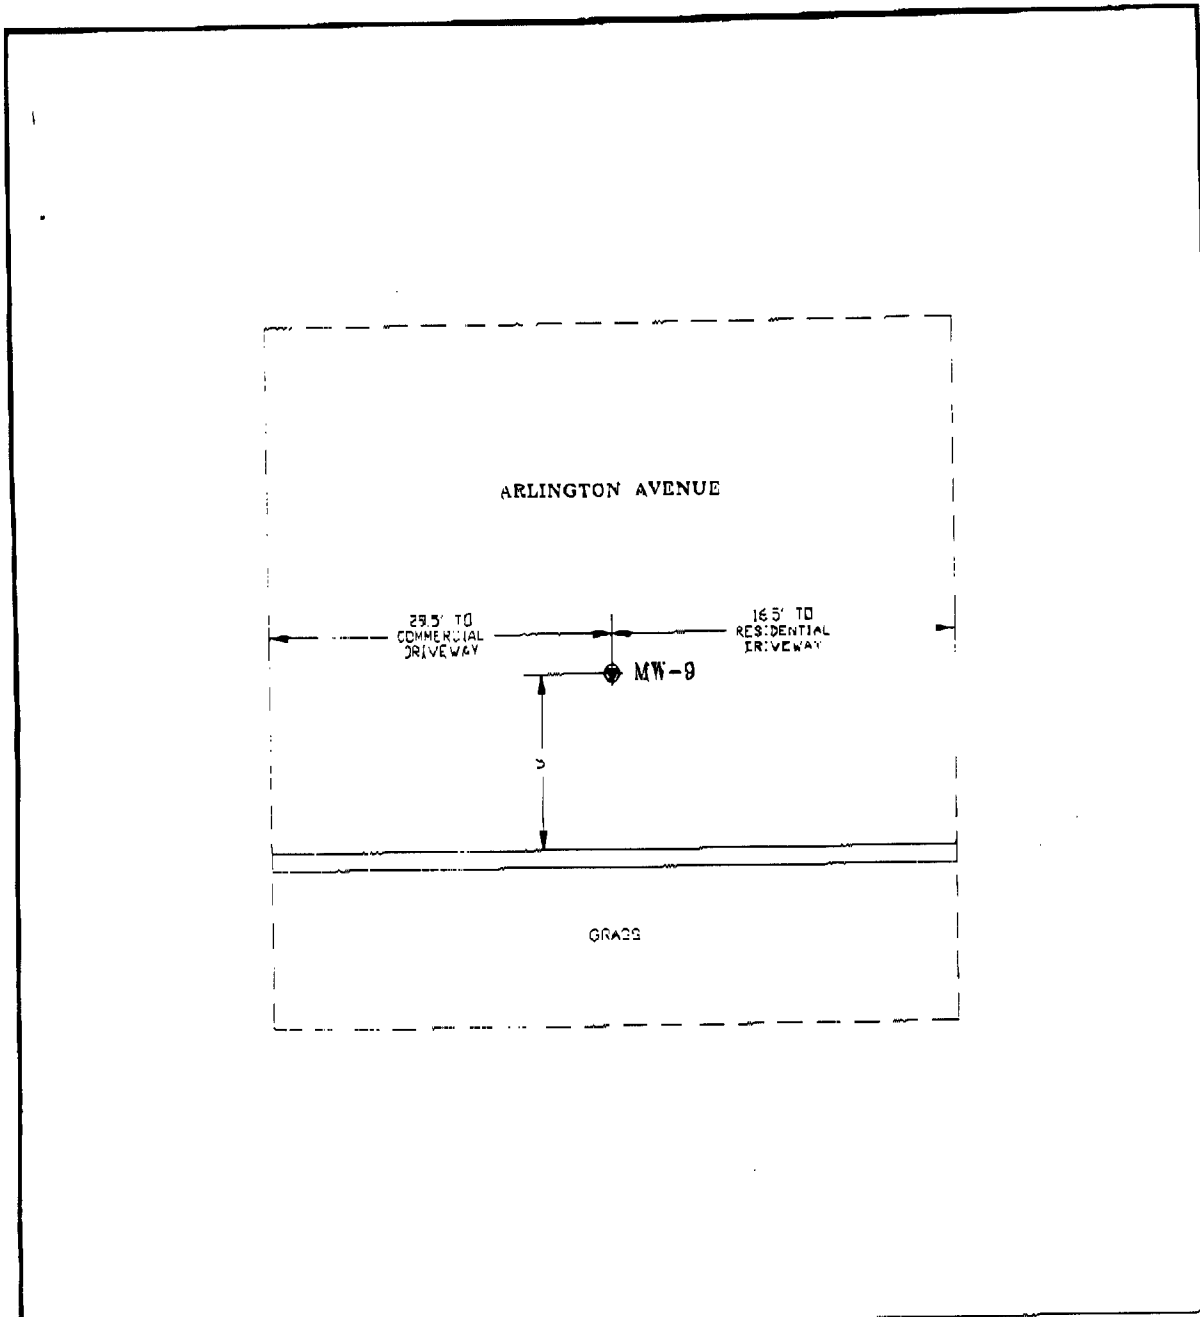 ARLINGTON AVENUE
29.5' TO
COMMERCIAL
DRIVEWAY
16.5' TO
RESIDENTIAL
DRIVEWAY
MW-9
GRASS